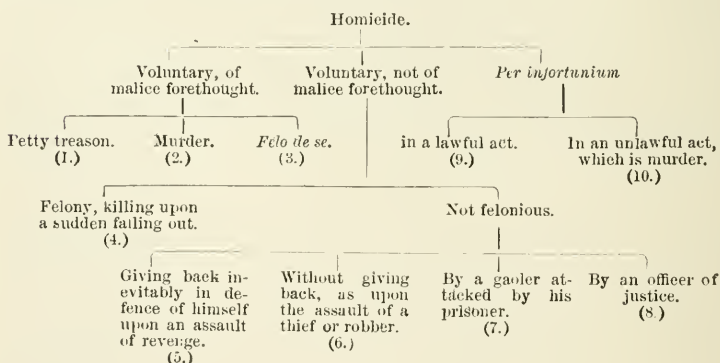 Homicide.
Voluntary, of
malice forethought.
Voluntary, not of
malice forethought.
Per infortunium
Petty treason.
(1.)
Murder.
(2.)
Felo de se.
(3.)
in a lawful act.
(9.)
In an unlawful act,
which is murder.
(10.)
Felony, killing upon
a sudden falling out.
(4.)
Not felonious.
Giving back in-
evitably in de-
fence of himself
upon an assault
of revenge.
(5.)
Without giving
back, as upon
the assault of a
thief or robber.
(6.)
By a gaoler at-
tacked by his
prisoner.
(7.)
By an officer of
justice.
(8.)